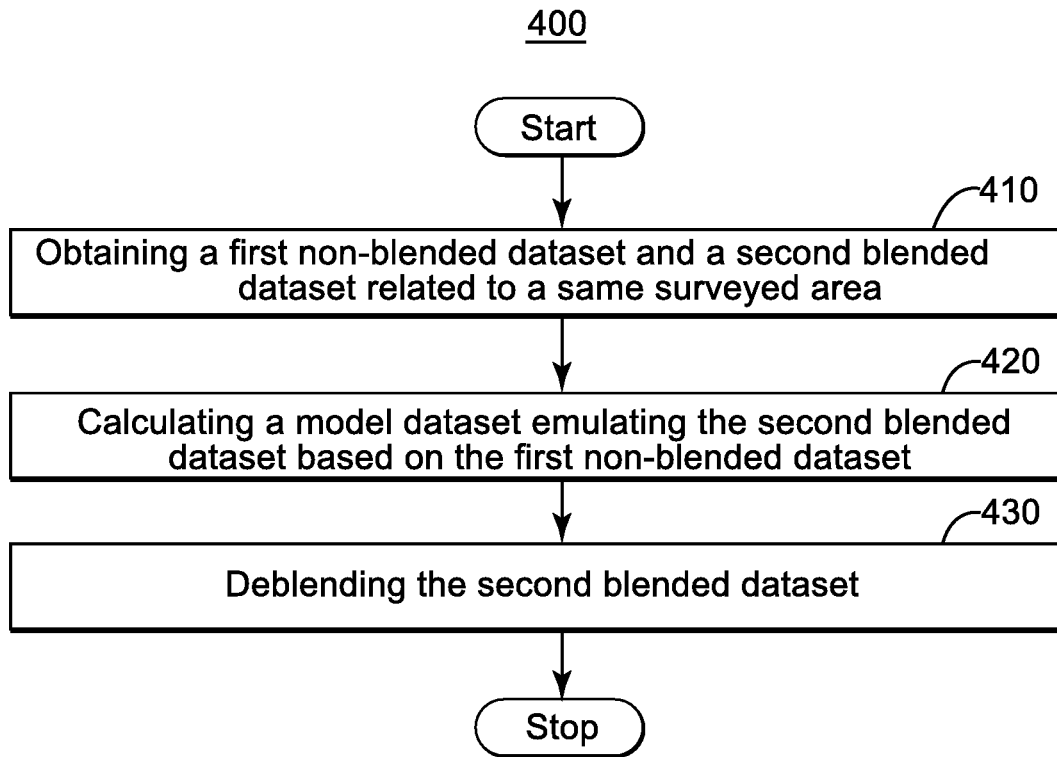 400
Start
410
Obtaining a first non-blended dataset and a second blended
dataset related to a same surveyed area
420
Calculating a model dataset emulating the second blended
dataset based on the first non-blended dataset
430
Deblending the second blended dataset
Stop